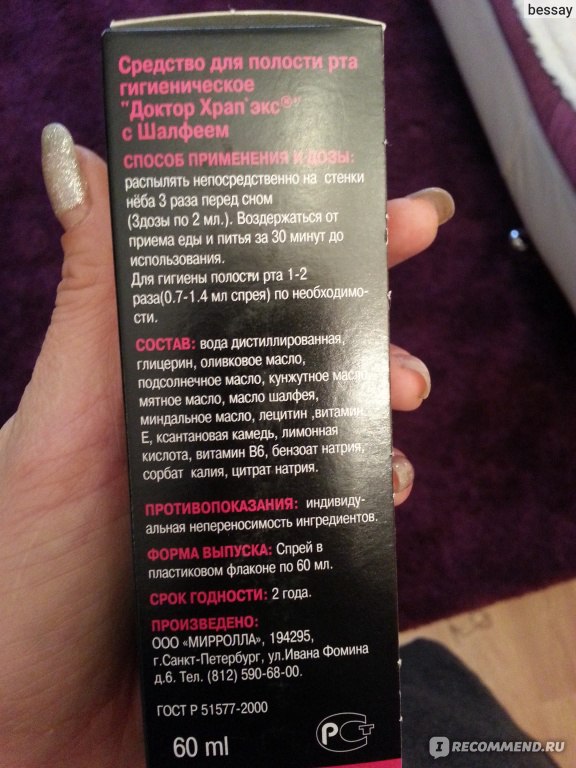 bessay
Средство для полости рта
гигиеническое
"Доктор Храп'экс®"
с Шалфеем
СПОСОБ ПРИМЕНЕНИЯ И ДОЗЫ:
распылять непосредственно на стенки
нёба 3 раза перед сном
(3дозы по 2 мл.). Воздержаться от
приема еды и питья за 30 минут до
использования.
Для гигиены полости рта 1-2
раза(0.7-1.4 мл спрея) по необходимо-
сти.
СОСТАВ: вода дистиллированная,
глицерин, оливковое масло,
подсолнечное масло, кунжутное масло,
мятное масло, масло шалфея,
миндальное масло, лецитин ,витамин
Е, ксантановая камедь, лимонная
кислота, витамин В6, бензоат натрия,
сорбат калия, цитрат натрия.
ПРОТИВОПОКАЗАНИЯ: индивиду-
альная непереносимость ингредиентов.
ФОРМА ВЫПУСКА: Спрей в
пластиковом флаконе по 60 мл.
СРОК ГОДНОСТИ: 2 года.
ПРОИЗВЕДЕНО:
ООО «МИРРОЛЛА», 194295,
г.Санкт-Петербург, ул.Ивана Фомина
д.6. Тел. (812) 590-68-00.
ГОСТ Р 51577-2000
60 ml
РСТ
I RECOMMEND.RU